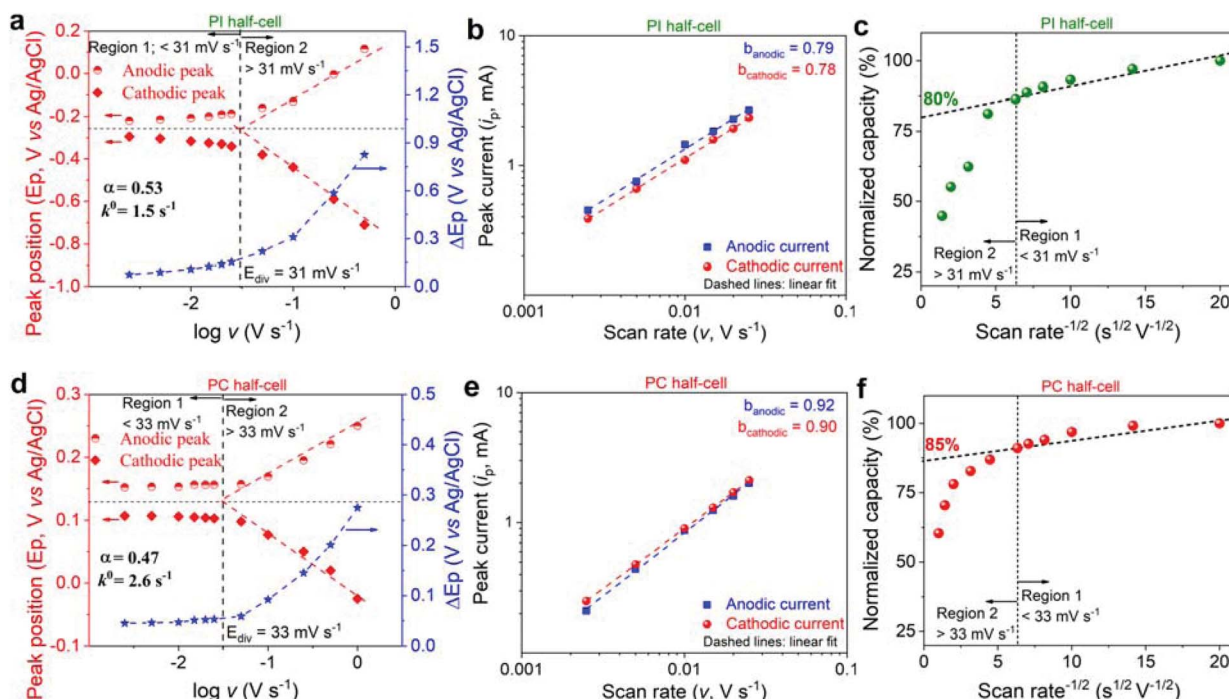 a
PI half-cell
Region 1; < 31 mV s⁻¹
Region 2
> 31 mV s⁻¹
Anodic peak
Cathodic peak
α = 0.53
k⁰ = 1.5 s⁻¹
E_div = 31 mV s⁻¹
Peak position (Ep, V vs Ag/AgCl)
0.2
0.0
-0.2
-0.4
-0.6
-0.8
-1.0
ΔEp (V vs Ag/AgCl)
1.5
1.2
0.9
0.6
0.3
0.0
-2
-1
0
log v (V s⁻¹)
b
PI half-cell
b_anodic = 0.79
b_cathodic = 0.78
Anodic current
Cathodic current
Dashed lines: linear fit
Peak current (i_p, mA)
10
1
0.001
0.01
0.1
Scan rate (v, V s⁻¹)
c
PI half-cell
80%
Region 1
< 31 mV s⁻¹
Region 2
> 31 mV s⁻¹
Normalized capacity (%)
100
75
50
25
0
5
10
15
20
Scan rate⁻¹/² (s¹/² V⁻¹/²)
d
PC half-cell
Region 1
< 33 mV s⁻¹
Region 2
> 33 mV s⁻¹
Anodic peak
Cathodic peak
α = 0.47
k⁰ = 2.6 s⁻¹
E_div = 33 mV s⁻¹
Peak position (Ep, V vs Ag/AgCl)
0.3
0.2
0.1
0.0
-0.1
ΔEp (V vs Ag/AgCl)
0.5
0.4
0.3
0.2
0.1
0.0
-2
-1
0
log v (V s⁻¹)
e
PC half-cell
b_anodic = 0.92
b_cathodic = 0.90
Anodic current
Cathodic current
Dashed lines: linear fit
Peak current (i_p, mA)
10
1
0.001
0.01
0.1
Scan rate (v, V s⁻¹)
f
PC half-cell
85%
Region 1
< 33 mV s⁻¹
Region 2
> 33 mV s⁻¹
Normalized capacity (%)
100
75
50
25
0
5
10
15
20
Scan rate⁻¹/² (s¹/² V⁻¹/²)